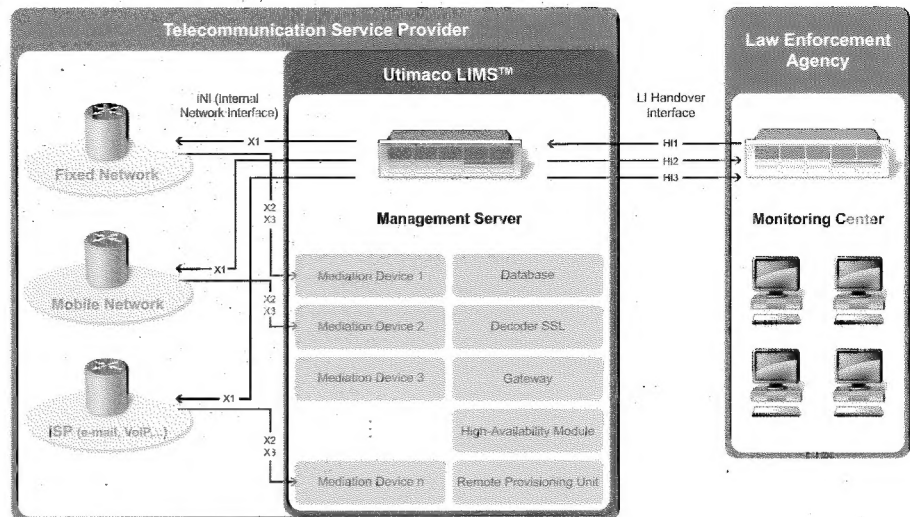 Telecommunication Service Provider
Utimaco LIMS™
Law Enforcement
Agency
INI (Internal
Network Interface)
LI Handover
interface
X1
HI1
HI2
HI3
Fixed Network
X2
X3
Management Server
Monitoring Center
X1
Mobile Network
X2
X3
Mediation Device 1
Database
Mediation Device 2
Decoder SSL
Mediation Device 3
Gateway
X1
ISP (e-mail, VoIP,...)
X2
X3
⋮
High-Availability Module
Mediation Device n
Remote Provisioning Unit